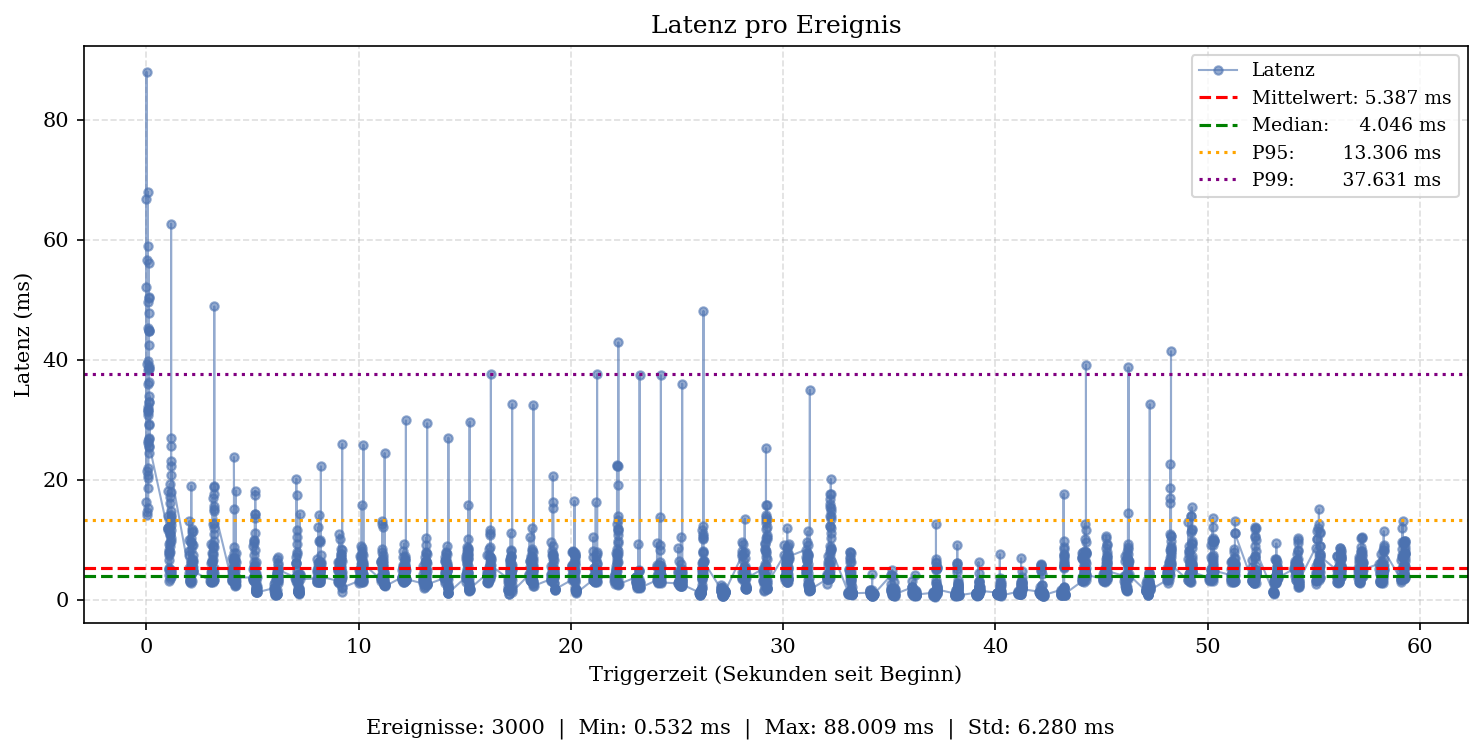 Latenz pro Ereignis
Latenz (ms)
80
60
40
20
0
Latenz
Mittelwert: 5.387 ms
Median: 4.046 ms
P95: 13.306 ms
P99: 37.631 ms
0 10 20 30 40 50 60
Triggerzeit (Sekunden seit Beginn)
Ereignisse: 3000 | Min: 0.532 ms | Max: 88.009 ms | Std: 6.280 ms